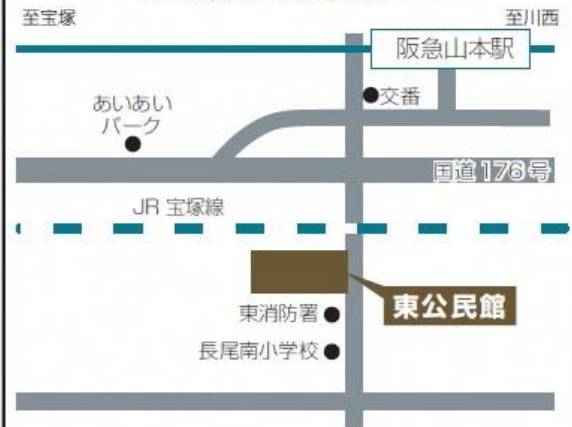 至宝塚
至川西
阪急山本駅
交番
あいあい
パーク
国道176号
JR 宝塚線
東公民館
東消防署
長尾南小学校